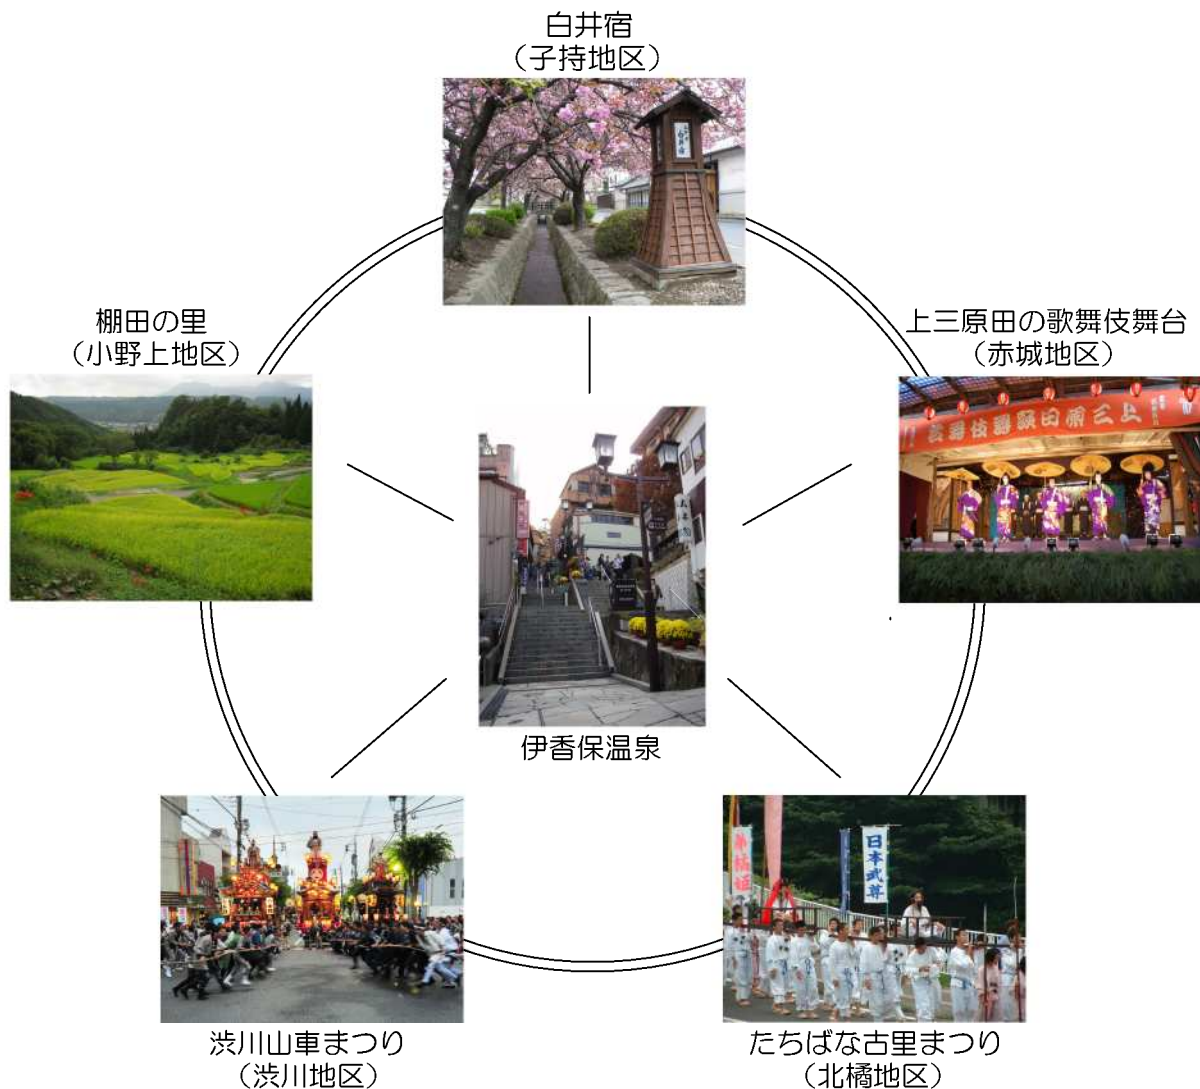 白井宿
（子持地区）
棚田の里
（小野上地区）
上三原田の歌舞伎舞台
（赤城地区）
伊香保温泉
日本武尊
渋川山車まつり
（渋川地区）
たちばな古里まつり
（北橘地区）